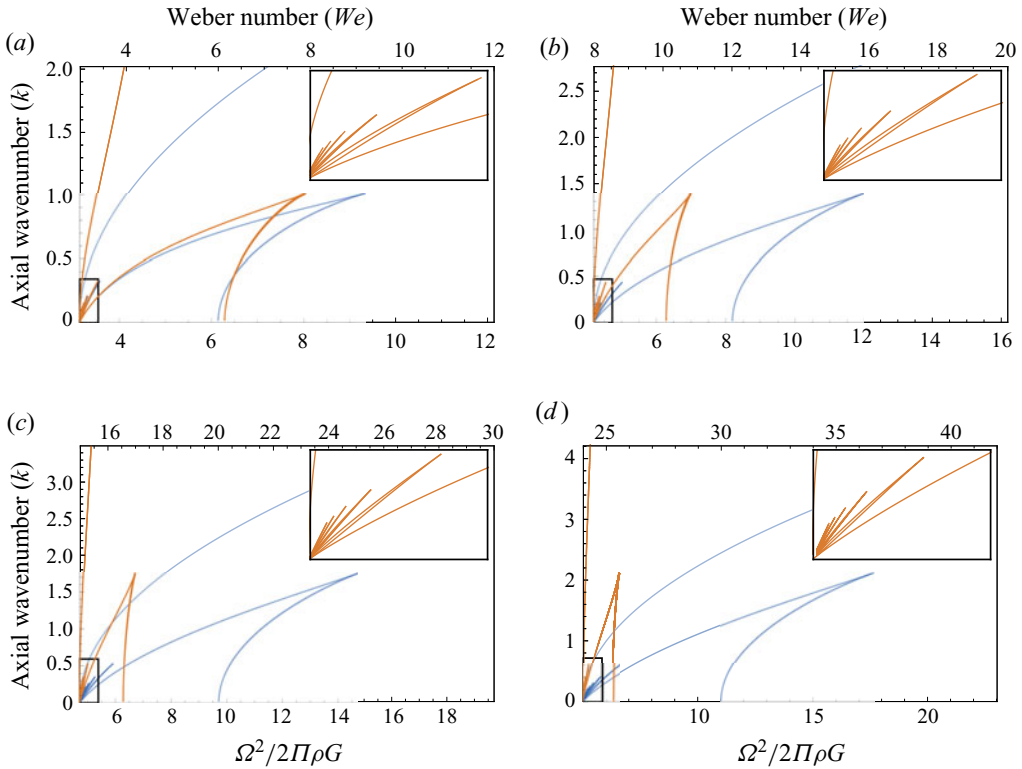 Weber number (We) Weber number (We)
(a) 4 6 8 10 12 (b) 8 10 12 14 16 18 20
2.0 1.5 1.0 0.5 0
Axial wavenumber (k)
4 6 8 10 12
2.5 2.0 1.5 1.0 0.5 0
Axial wavenumber (k)
6 8 10 12 14 16
(c) 16 18 20 22 24 26 28 30 (d) 25 30 35 40
3.0 2.5 2.0 1.5 1.0 0.5 0
Axial wavenumber (k)
6 8 10 12 14 16 18
4 3 2 1 0
10 15 20
Ω²/2ΠρG Ω²/2ΠρG